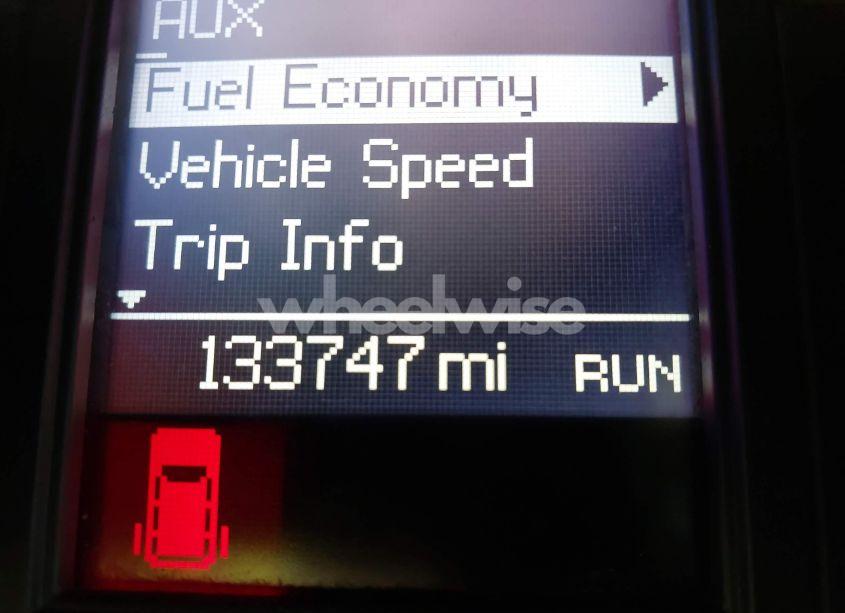 AUX
Fuel Economy
Vehicle Speed
Trip Info
wheelwise
133747 mi RUN